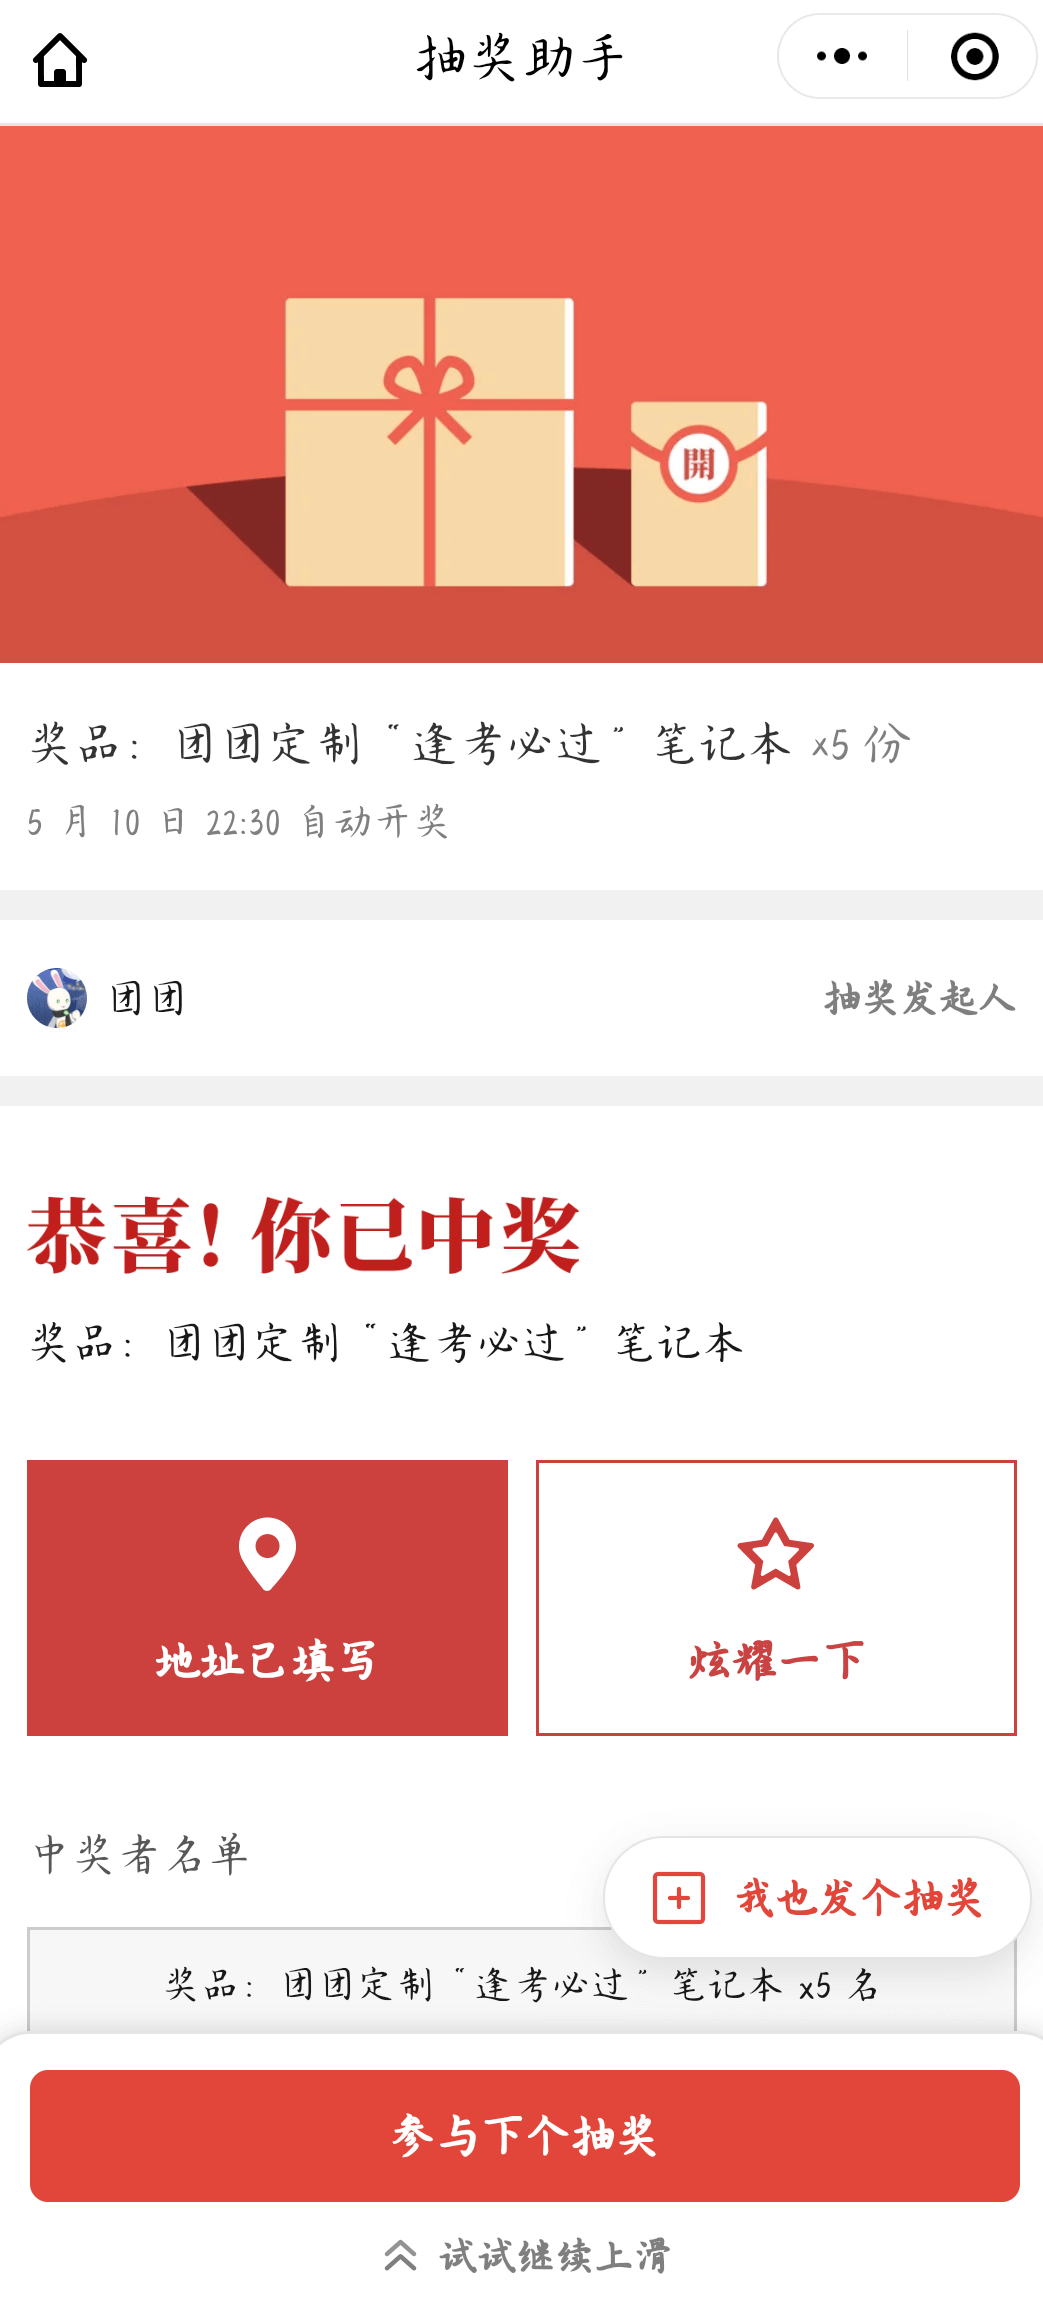 抽奖助手
開
奖品：团团定制“逢考必过”笔记本 x5 份
5 月 10 日 22:30 自动开奖
团团
抽奖发起人
恭喜！你已中奖
奖品：团团定制“逢考必过”笔记本
地址已填写
炫耀一下
中奖者名单
我也发个抽奖
奖品：团团定制“逢考必过”笔记本 x5 名
参与下个抽奖
试试继续上滑